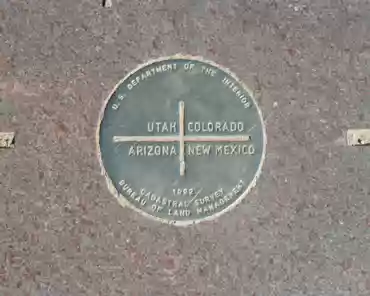 U.S. DEPARTMENT OF THE INTERIOR
UTAH COLORADO
ARIZONA NEW MEXICO
1992
CADASTRAL SURVEY
BUREAU OF LAND MANAGEMENT